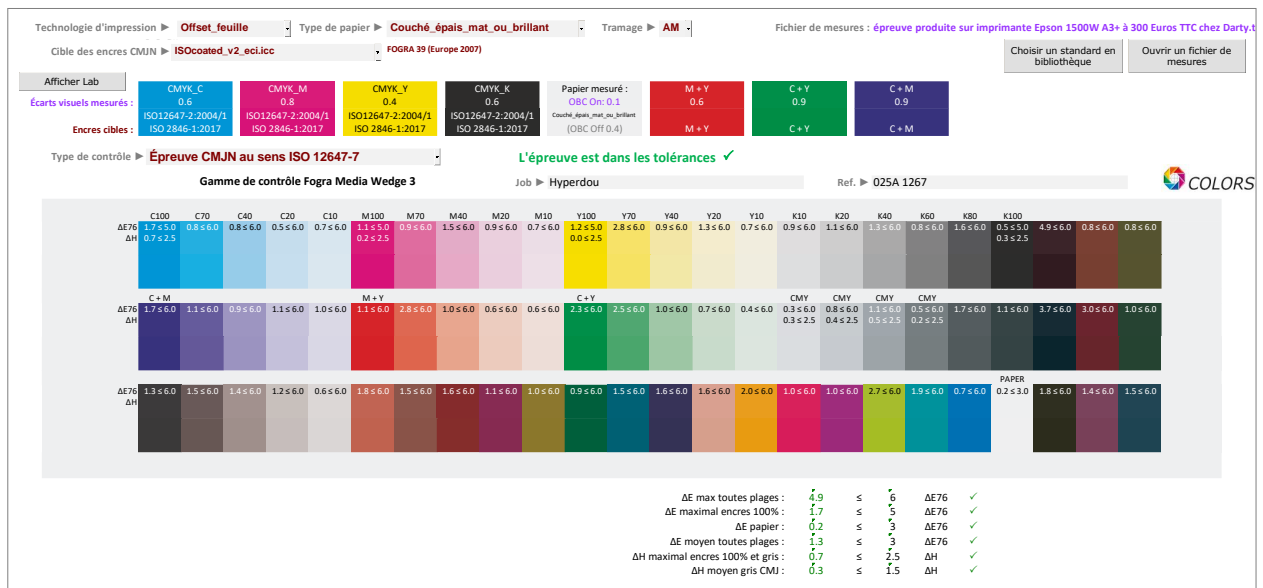 Technologie d'impression ► Offset_feuille Type de papier ► Couché_épais_mat_ou_brillant Tramage ► AM Fichier de mesures : épreuve produite sur imprimante Epson 1500W A3+ à 300 Euros TTC chez Darty.t
Cible des encres CMJN ► ISOcoated_v2_eci.icc FOGRA 39 (Europe 2007) Choisir un standard en bibliothèque Ouvrir un fichier de mesures
Afficher Lab
CMYK_C CMYK_M CMYK_Y CMYK_K Papier mesuré : M + Y C + Y C + M
Écarts visuels mesurés : 0.6 0.8 0.4 0.6 OBC On: 0.1 0.6 0.9 0.9
ISO12647-2:2004/1 ISO12647-2:2004/1 ISO12647-2:2004/1 ISO12647-2:2004/1 Couché_épais_mat_ou_brillant
Encres cibles : ISO 2846-1:2017 ISO 2846-1:2017 ISO 2846-1:2017 ISO 2846-1:2017 (OBC Off 0.4) M + Y C + Y C + M
Type de contrôle ► Épreuve CMJN au sens ISO 12647-7 L'épreuve est dans les tolérances ✓
Gamme de contrôle Fogra Media Wedge 3 Job ► Hyperdou Ref. ► 025A 1267 COLORS
C100 C70 C40 C20 C10 M100 M70 M40 M20 M10 Y100 Y70 Y40 Y20 Y10 K10 K20 K40 K60 K80 K100
ΔE76 1.7 ≤ 5.0 0.8 ≤ 6.0 0.8 ≤ 6.0 0.5 ≤ 6.0 0.7 ≤ 6.0 1.1 ≤ 5.0 0.9 ≤ 6.0 1.5 ≤ 6.0 0.9 ≤ 6.0 0.7 ≤ 6.0 1.2 ≤ 5.0 2.8 ≤ 6.0 0.9 ≤ 6.0 1.3 ≤ 6.0 0.7 ≤ 6.0 0.9 ≤ 6.0 1.1 ≤ 6.0 1.3 ≤ 6.0 0.8 ≤ 6.0 1.6 ≤ 6.0 0.5 ≤ 5.0 4.9 ≤ 6.0 0.8 ≤ 6.0 0.8 ≤ 6.0
ΔH 0.7 ≤ 2.5 0.2 ≤ 2.5 0.0 ≤ 2.5 0.3 ≤ 2.5
C + M M + Y C + Y CMY CMY CMY CMY
ΔE76 1.7 ≤ 6.0 1.1 ≤ 6.0 0.9 ≤ 6.0 1.1 ≤ 6.0 1.0 ≤ 6.0 1.1 ≤ 6.0 2.8 ≤ 6.0 1.0 ≤ 6.0 0.6 ≤ 6.0 0.6 ≤ 6.0 2.3 ≤ 6.0 2.5 ≤ 6.0 1.0 ≤ 6.0 0.7 ≤ 6.0 0.4 ≤ 6.0 0.3 ≤ 6.0 0.8 ≤ 6.0 1.1 ≤ 6.0 0.5 ≤ 6.0 1.7 ≤ 6.0 1.1 ≤ 6.0 3.7 ≤ 6.0 3.0 ≤ 6.0 1.0 ≤ 6.0
ΔH 0.3 ≤ 2.5 0.4 ≤ 2.5 0.5 ≤ 2.5 0.2 ≤ 2.5
PAPER
ΔE76 1.3 ≤ 6.0 1.5 ≤ 6.0 1.4 ≤ 6.0 1.2 ≤ 6.0 0.6 ≤ 6.0 1.8 ≤ 6.0 1.5 ≤ 6.0 1.6 ≤ 6.0 1.1 ≤ 6.0 1.0 ≤ 6.0 0.9 ≤ 6.0 1.5 ≤ 6.0 1.6 ≤ 6.0 1.6 ≤ 6.0 2.0 ≤ 6.0 1.0 ≤ 6.0 1.0 ≤ 6.0 2.7 ≤ 6.0 1.9 ≤ 6.0 0.7 ≤ 6.0 0.2 ≤ 3.0 1.8 ≤ 6.0 1.4 ≤ 6.0 1.5 ≤ 6.0
ΔH
ΔE max toutes plages : 4.9 ≤ 6 ΔE76 ✓
ΔE maximal encres 100% : 1.7 ≤ 5 ΔE76 ✓
ΔE papier : 0.2 ≤ 3 ΔE76 ✓
ΔE moyen toutes plages : 1.3 ≤ 3 ΔE76 ✓
ΔH maximal encres 100% et gris : 0.7 ≤ 2.5 ΔH ✓
ΔH moyen gris CMJ : 0.3 ≤ 1.5 ΔH ✓